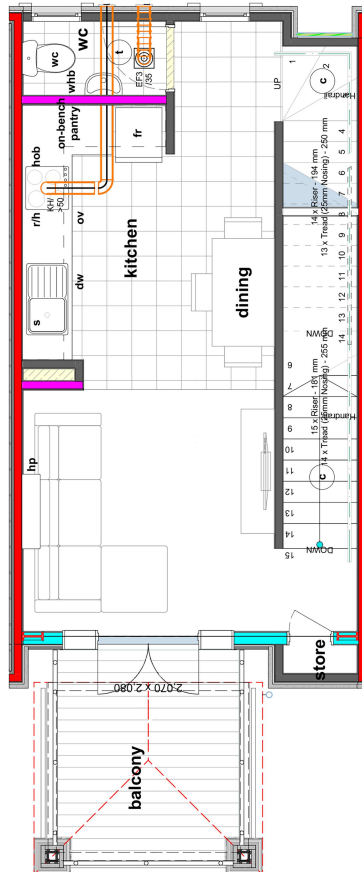 wc
wc
t
whb
EF3
/35
on-bench
pantry
hob
r/h
KH/
>50
fr
ov
kitchen
dw
s
dining
UP
1
2
c
Handrail
4
5
6
7
8
9
10
11
12
13
14
14 x Riser - 194 mm
13 x Tread (25mm Nosing) - 250 mm
DOWN
6
7
8
9
10
11
12
13
14
15
15 x Riser - 181 mm
14 x Tread (25mm Nosing) - 255 mm
Handrail
c
DOWN
hp
store
2,070 x 2,080
balcony